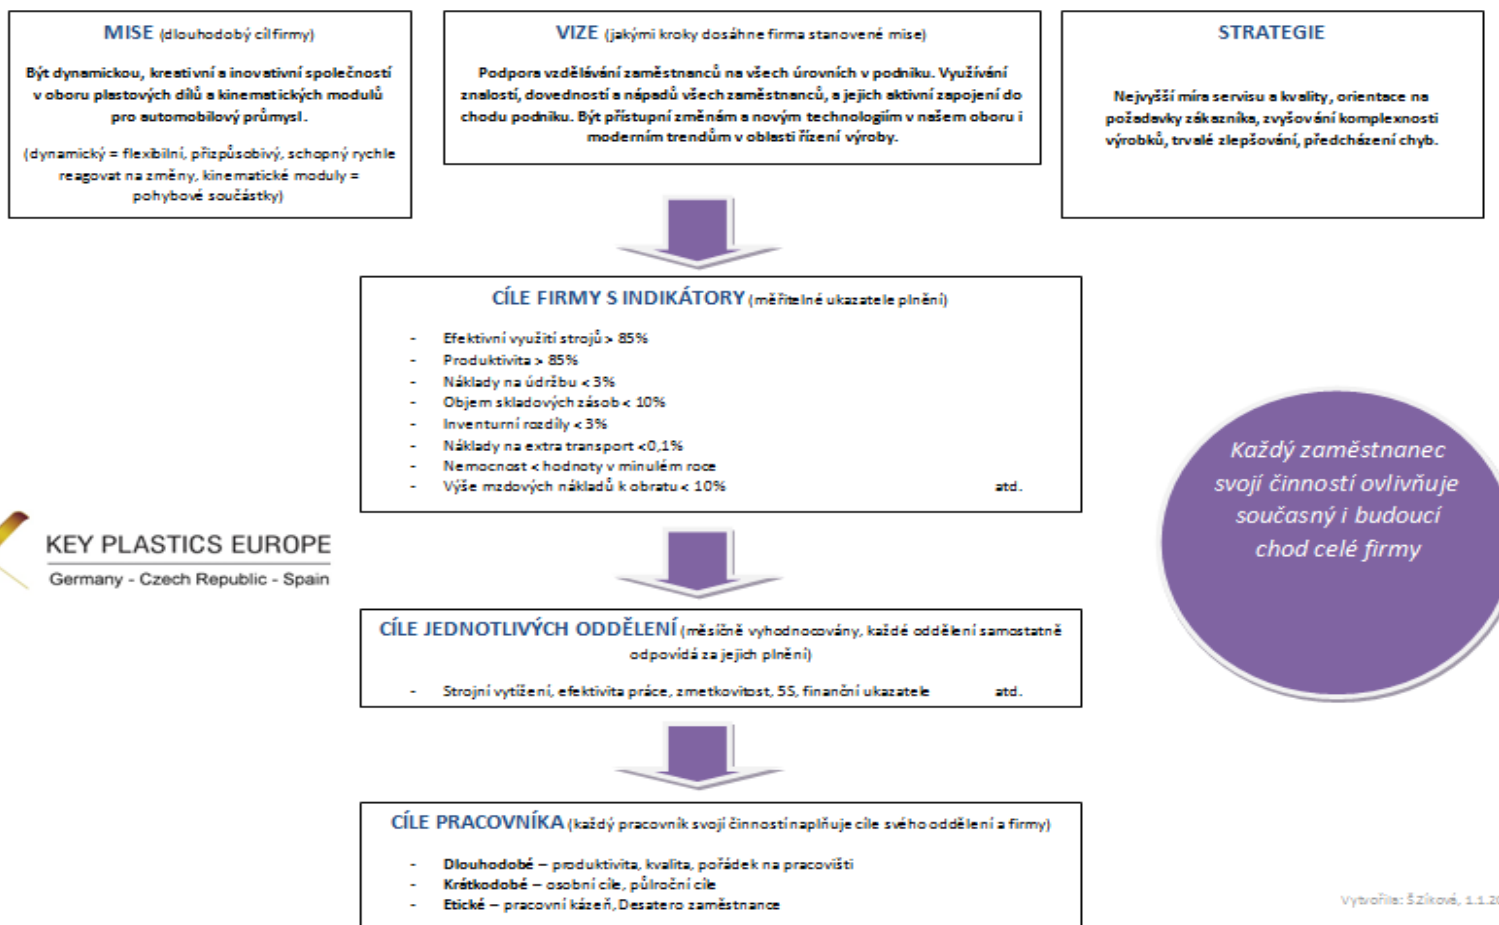 MISE (dlouhodobý cíl firmy)
Být dynamickou, kreativní a inovativní společností
v oboru plastových dílů a kinematických modulů
pro automobilový průmysl.
(dynamický = flexibilní, přizpůsobivý, schopný rychle
reagovat na změny, kinematické moduly =
pohybové součástky)
VIZE (jakými kroky dosáhne firma stanovené mise)
Podpora vzdělávání zaměstnanců na všech úrovních v podniku. Využívání
znalostí, dovedností a nápadů všech zaměstnanců, a jejich aktivní zapojení do
chodu podniku. Být přístupní změnám a novým technologiím v našem oboru i
moderním trendům v oblasti řízení výroby.
STRATEGIE
Nejvyšší míra servisu a kvality, orientace na
požadavky zákazníka, zvyšování komplexnosti
výrobků, trvalé zlepšování, předcházení chyb.
CÍLE FIRMY S INDIKÁTORY (měřitelné ukazatele plnění)
- Efektivní využití strojů > 85%
- Produktivita > 85%
- Náklady na údržbu < 3%
- Objem skladových zásob < 10%
- Inventurní rozdíly < 3%
- Náklady na extra transport <0,1%
- Nemocnost < hodnoty v minulém roce
- Výše mzdových nákladů k obratu < 10% atd.
Každý zaměstnanec
svojí činností ovlivňuje
současný i budoucí
chod celé firmy
KEY PLASTICS EUROPE
Germany - Czech Republic - Spain
CÍLE JEDNOTLIVÝCH ODDĚLENÍ (měsíčně vyhodnocovány, každé oddělení samostatně
odpovídá za jejich plnění)
- Strojní vytížení, efektivita práce, zmetkovitost, 5S, finanční ukazatele atd.
CÍLE PRACOVNÍKA (každý pracovník svojí činností naplňuje cíle svého oddělení a firmy)
- Dlouhodobé – produktivita, kvalita, pořádek na pracovišti
- Krátkodobé – osobní cíle, půlroční cíle
- Etické – pracovní kázeň, Desatero zaměstnance
Vytvořila: Š.Zíková, 1.1.20